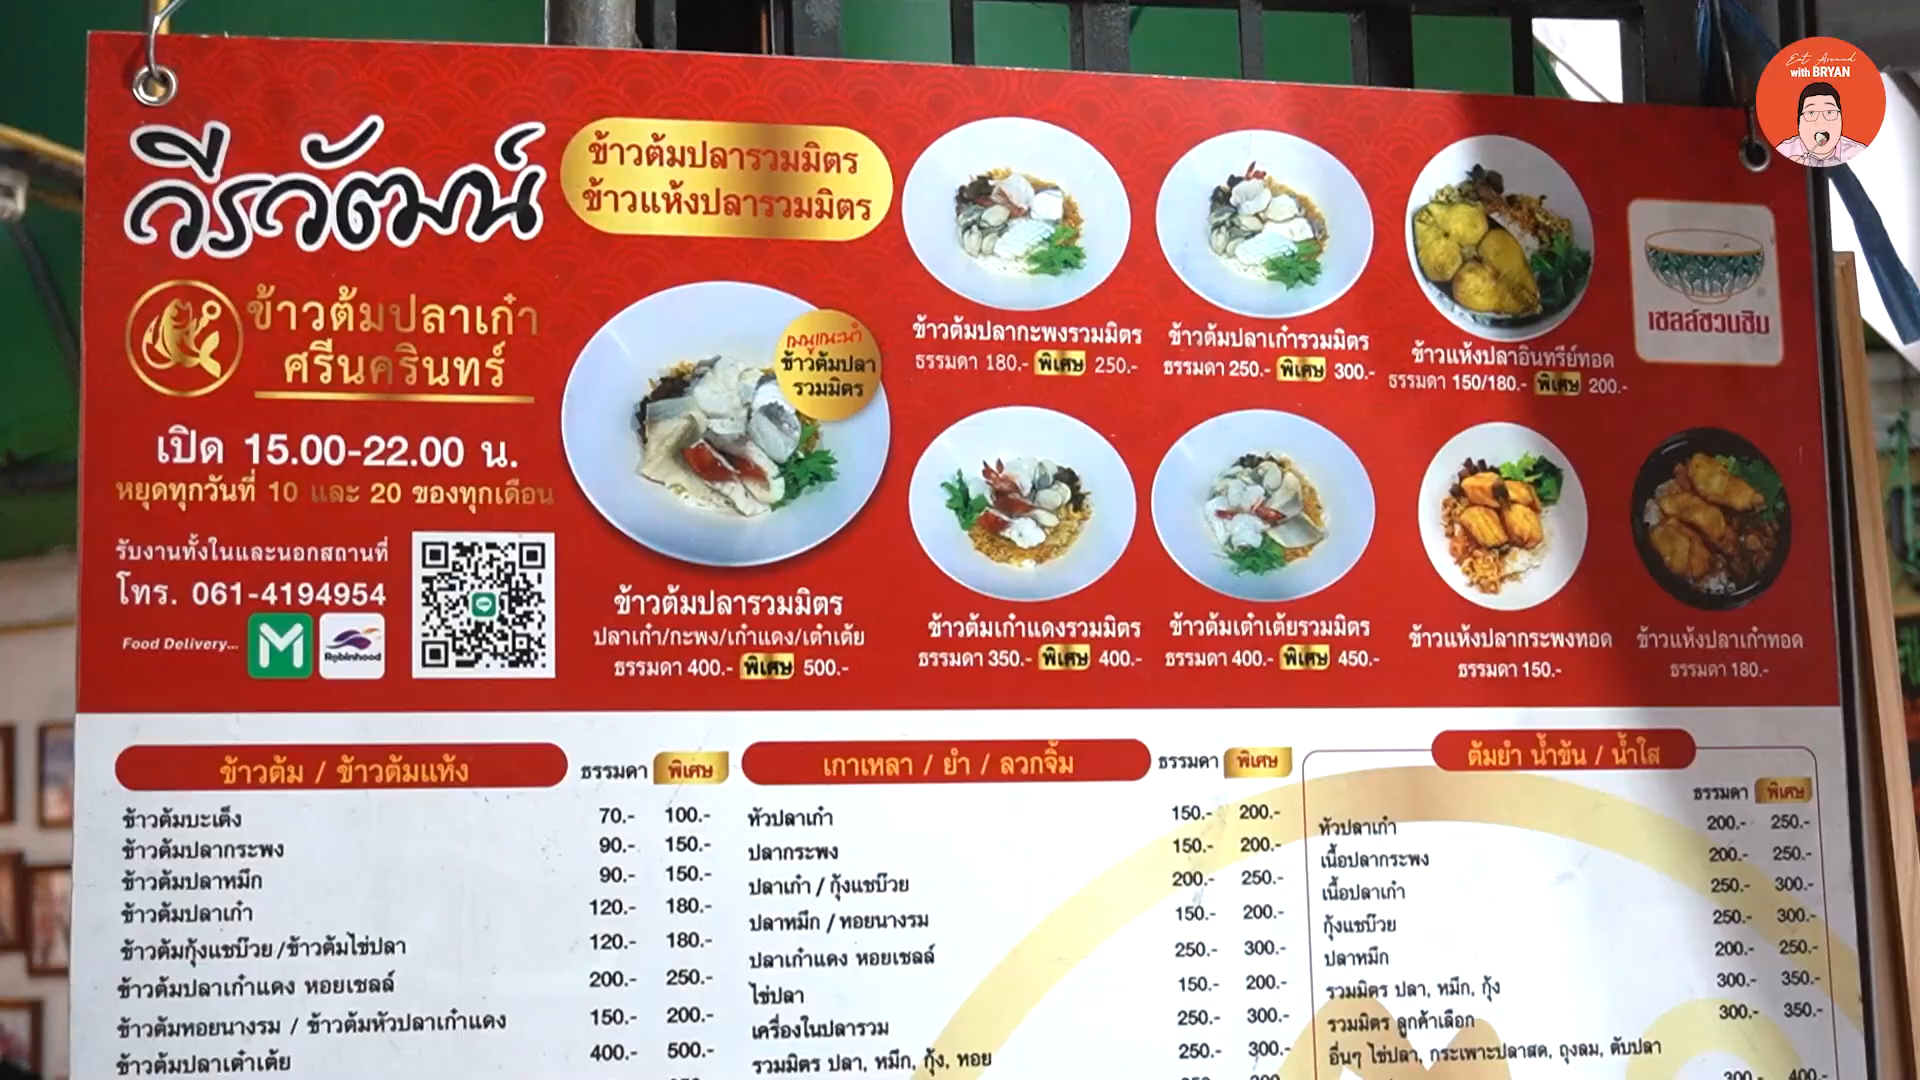 Eat Around
with BRYAN
วีรวัฒน์
ข้าวต้มปลาเก๋า
ศรีนครินทร์
เปิด 15.00-22.00 น.
หยุดทุกวันที่ 10 และ 20 ของทุกเดือน
รับงานทั้งในและนอกสถานที่
โทร. 061-4194954
Food Delivery...
Robinhood
ข้าวต้มปลารวมมิตร
ข้าวแห้งปลารวมมิตร
เมนูแนะนำ
ข้าวต้มปลา
รวมมิตร
ข้าวต้มปลารวมมิตร
ปลาเก๋า/กะพง/เก๋าแดง/เต๋าเต้ย
ธรรมดา 400.- พิเศษ 500.-
ข้าวต้มปลากะพงรวมมิตร
ธรรมดา 180.- พิเศษ 250.-
ข้าวต้มปลาเก๋ารวมมิตร
ธรรมดา 250.- พิเศษ 300.-
ข้าวแห้งปลาอินทรีย์ทอด
ธรรมดา 150/180.- พิเศษ 200.-
เชลล์ชวนชิม
ข้าวต้มเก๋าแดงรวมมิตร
ธรรมดา 350.- พิเศษ 400.-
ข้าวต้มเต๋าเต้ยรวมมิตร
ธรรมดา 400.- พิเศษ 450.-
ข้าวแห้งปลากระพงทอด
ธรรมดา 150.-
ข้าวแห้งปลาเก๋าทอด
ธรรมดา 180.-
ข้าวต้ม / ข้าวต้มแห้ง ธรรมดา พิเศษ
ข้าวต้มบะเต็ง 70.- 100.-
ข้าวต้มปลากระพง 90.- 150.-
ข้าวต้มปลาหมึก 90.- 150.-
ข้าวต้มปลาเก๋า 120.- 180.-
ข้าวต้มกุ้งแชบ๊วย/ข้าวต้มไข่ปลา 120.- 180.-
ข้าวต้มปลาเก๋าแดง หอยเชลล์ 200.- 250.-
ข้าวต้มหอยนางรม / ข้าวต้มหัวปลาเก๋าแดง 150.- 200.-
ข้าวต้มปลาเต๋าเต้ย 400.- 500.-
เกาเหลา / ยำ / ลวกจิ้ม ธรรมดา พิเศษ
หัวปลาเก๋า 150.- 200.-
ปลากระพง 150.- 200.-
ปลาเก๋า / กุ้งแชบ๊วย 200.- 250.-
ปลาหมึก / หอยนางรม 150.- 200.-
ปลาเก๋าแดง หอยเชลล์ 250.- 300.-
ไข่ปลา 150.- 200.-
เครื่องในปลารวม 250.- 300.-
รวมมิตร ปลา, หมึก, กุ้ง, หอย 250.- 300.-
ต้มยำ น้ำข้น / น้ำใส
ธรรมดา พิเศษ
หัวปลาเก๋า 200.- 250.-
เนื้อปลากระพง 200.- 250.-
เนื้อปลาเก๋า 250.- 300.-
กุ้งแชบ๊วย 250.- 300.-
ปลาหมึก 200.- 250.-
รวมมิตร ปลา, หมึก, กุ้ง 300.- 350.-
รวมมิตร ลูกค้าเลือก 300.- 350.-
อื่นๆ ไข่ปลา, กระเพาะปลาสด, ถุงลม, ตับปลา
300.- 400.-